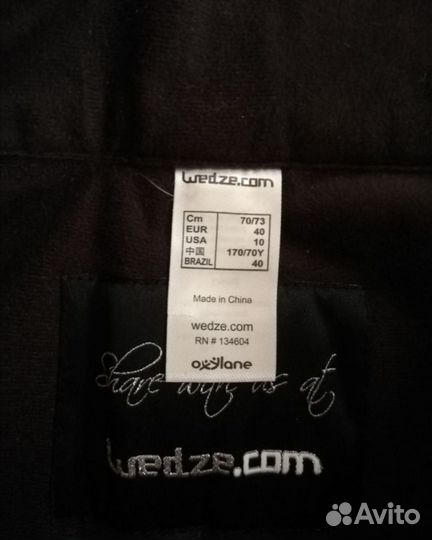 wedze.com
Cm 70/73
EUR 40
USA 10
中国 170/70Y
BRAZIL 40
Made in China
wedze.com
RN # 134604
oxylane
Share with us at
wedze.com
Avito